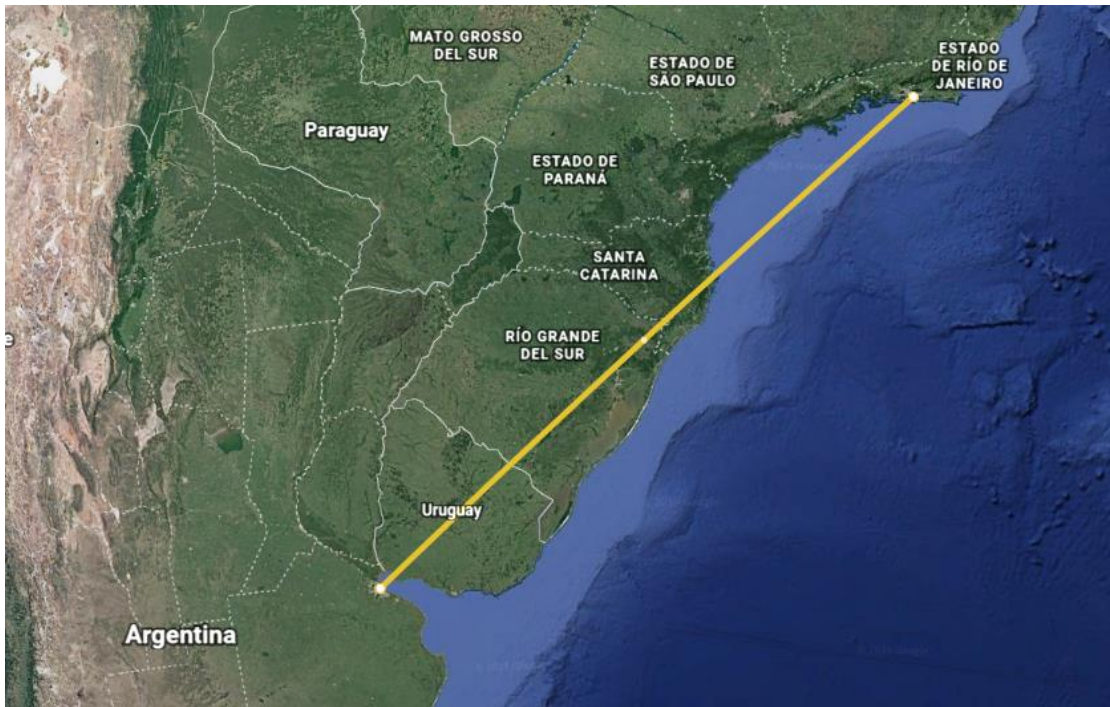 MATO GROSSO
DEL SUR
ESTADO DE
SÃO PAULO
ESTADO
DE RÍO DE
JANEIRO
Paraguay
ESTADO DE
PARANÁ
SANTA
CATARINA
RÍO GRANDE
DEL SUR
e
Uruguay
Argentina